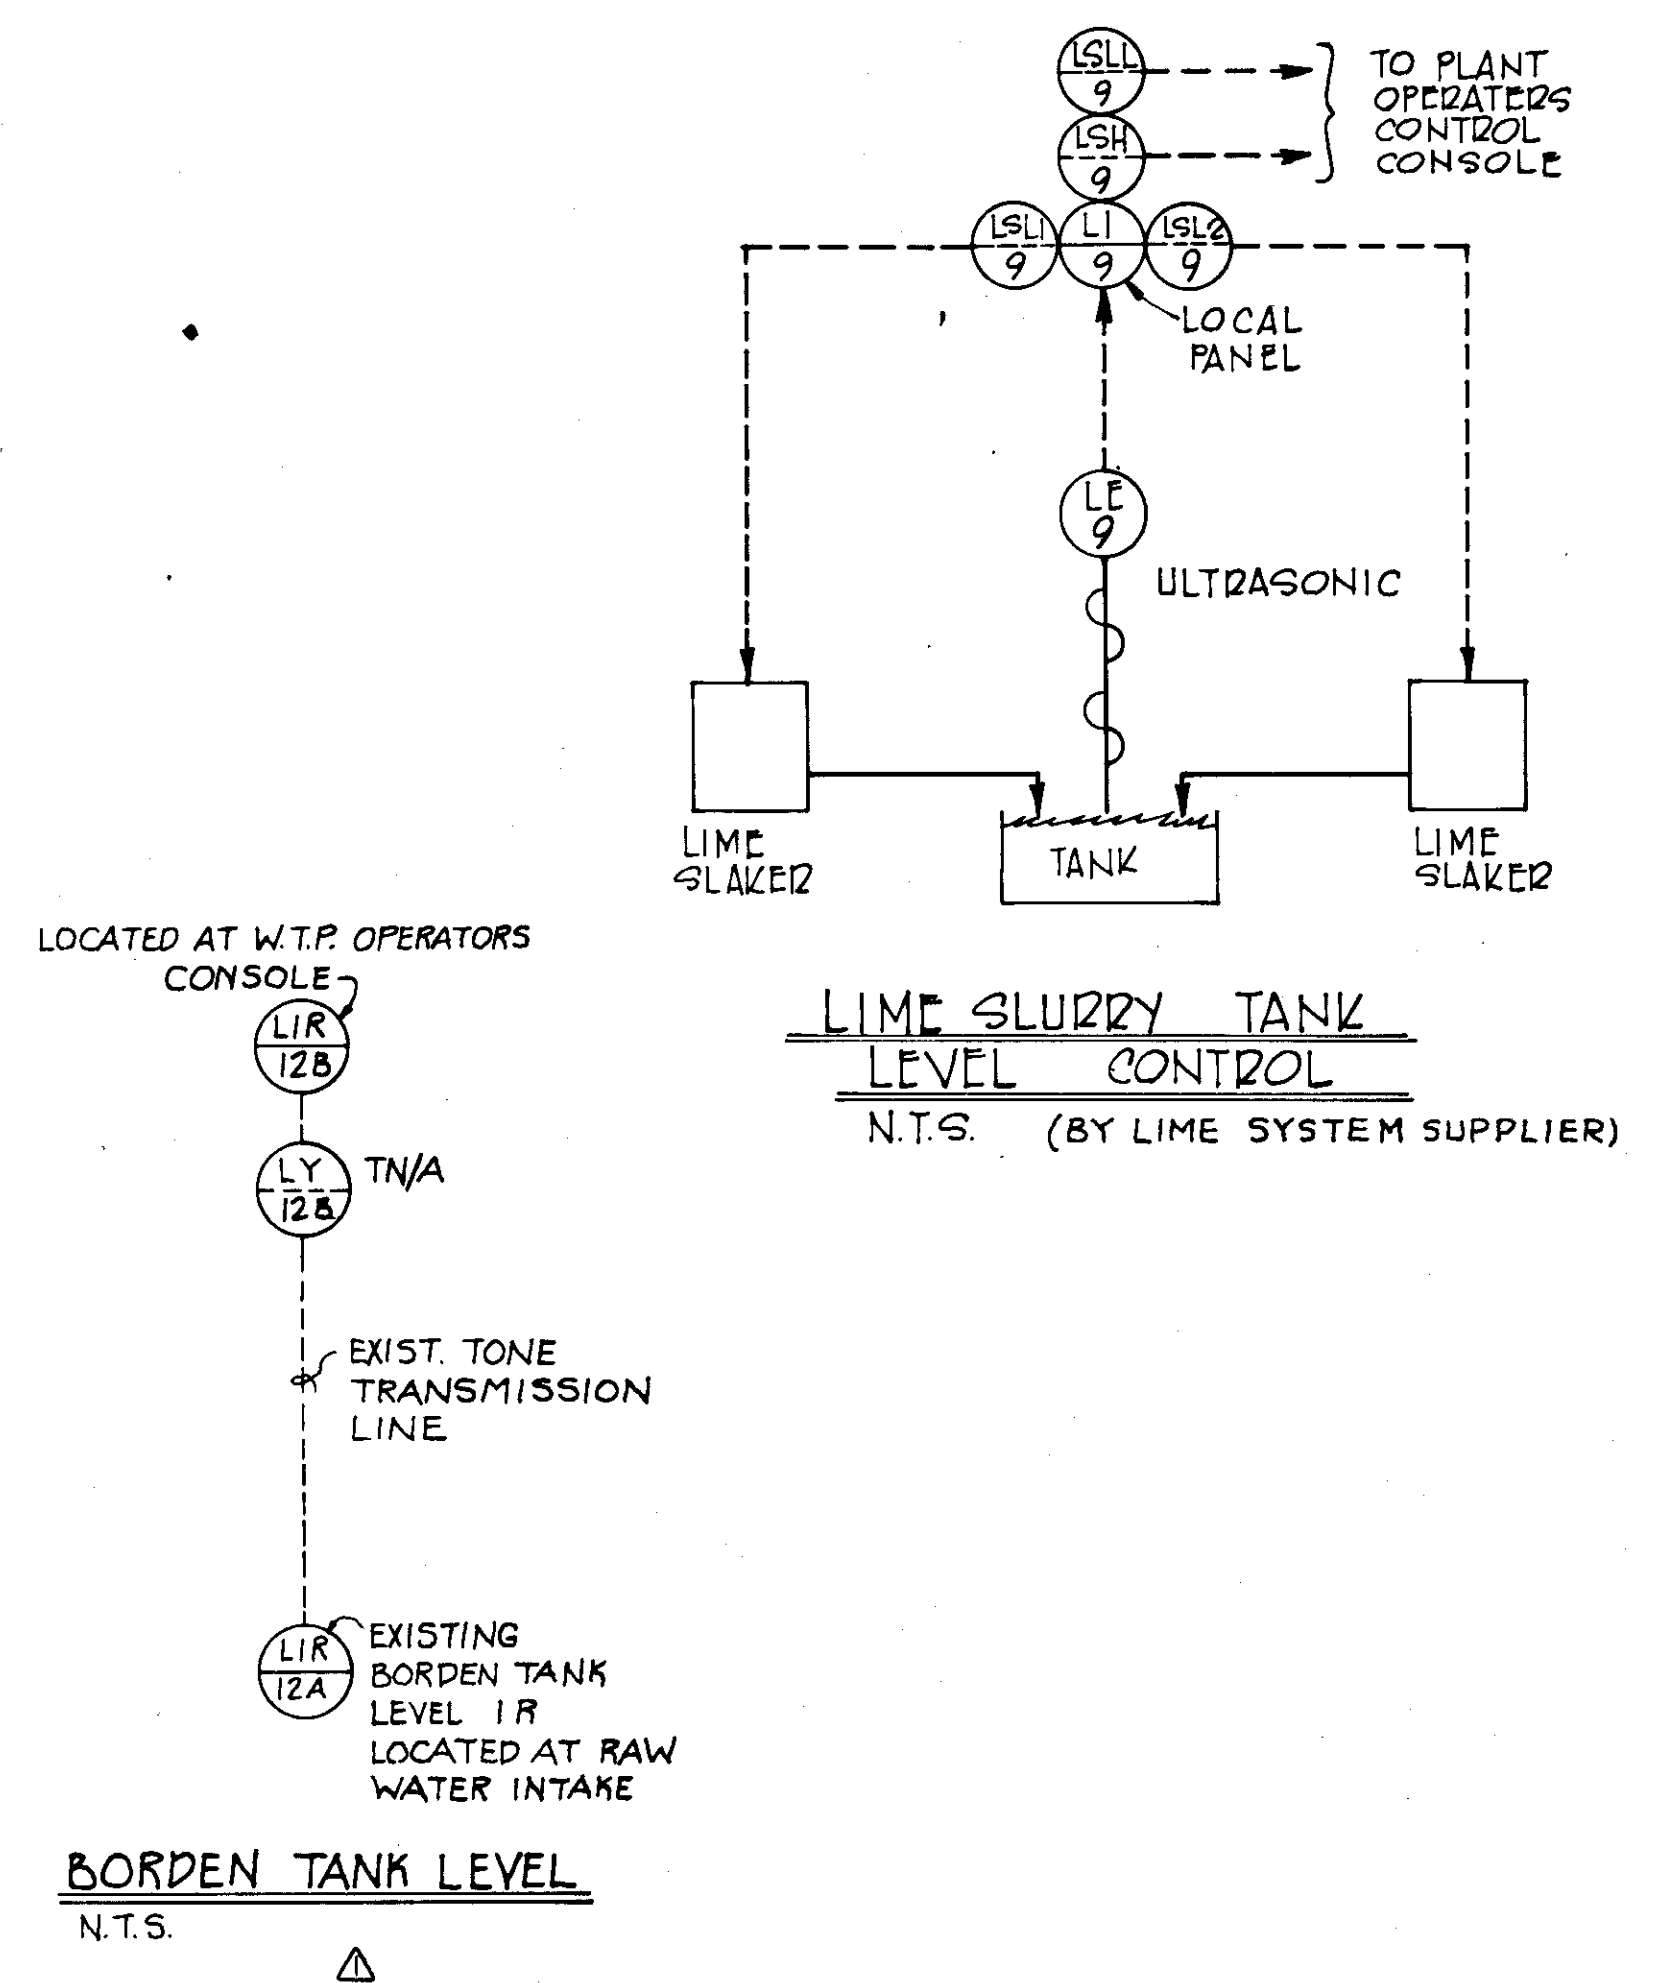 LSLL
9
LSH
9
TO PLANT
OPERATERS
CONTROL
CONSOLE
LSL1
9
LI
9
LSL2
9
LOCAL
PANEL
LE
9
ULTRASONIC
LIME
SLAKER
TANK
LIME
SLAKER
LIME SLURRY TANK
LEVEL CONTROL
N.T.S. (BY LIME SYSTEM SUPPLIER)
LOCATED AT W.T.P. OPERATORS
CONSOLE
LIR
12B
LY
12B
TN/A
EXIST. TONE
TRANSMISSION
LINE
LIR
12A
EXISTING
BORDEN TANK
LEVEL IR
LOCATED AT RAW
WATER INTAKE
BORDEN TANK LEVEL
N.T.S.
1